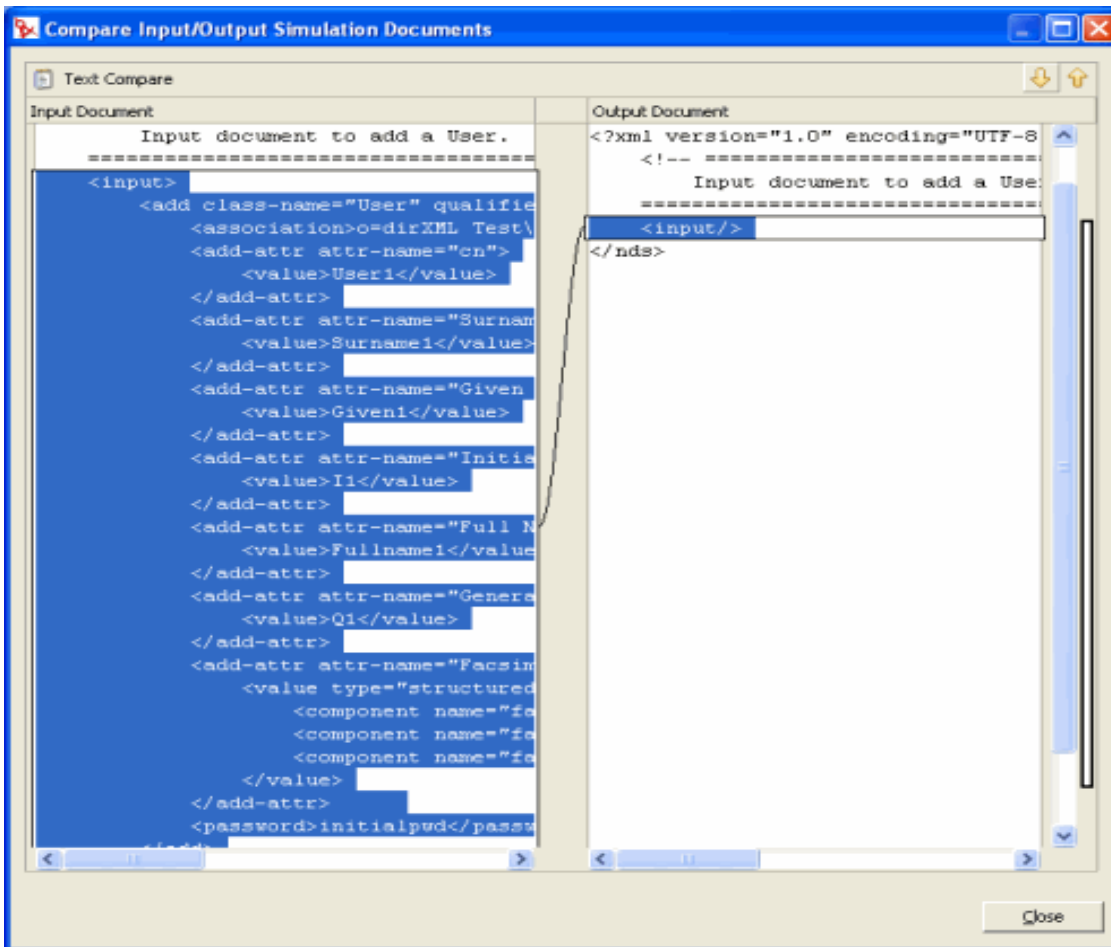 Compare Input/Output Simulation Documents
Text Compare
Input Document
Input document to add a User.
===================================
<input>
<add class-name="User" qualifie
<association>o=dirXML Test\
<add-attr attr-name="cn">
<value>User1</value>
</add-attr>
<add-attr attr-name="Surnam
<value>Surname1</value>
</add-attr>
<add-attr attr-name="Given
<value>Given1</value>
</add-attr>
<add-attr attr-name="Initia
<value>I1</value>
</add-attr>
<add-attr attr-name="Full N
<value>Fullname1</value
</add-attr>
<add-attr attr-name="Genera
<value>Q1</value>
</add-attr>
<add-attr attr-name="Facsim
<value type="structured
<component name="fa
<component name="fa
<component name="fa
</value>
</add-attr>
<password>initialpwd</passw
</add>
Output Document
<?xml version="1.0" encoding="UTF-8
<!-- ===========================
Input document to add a Use
================================
<input/>
</nds>
Close